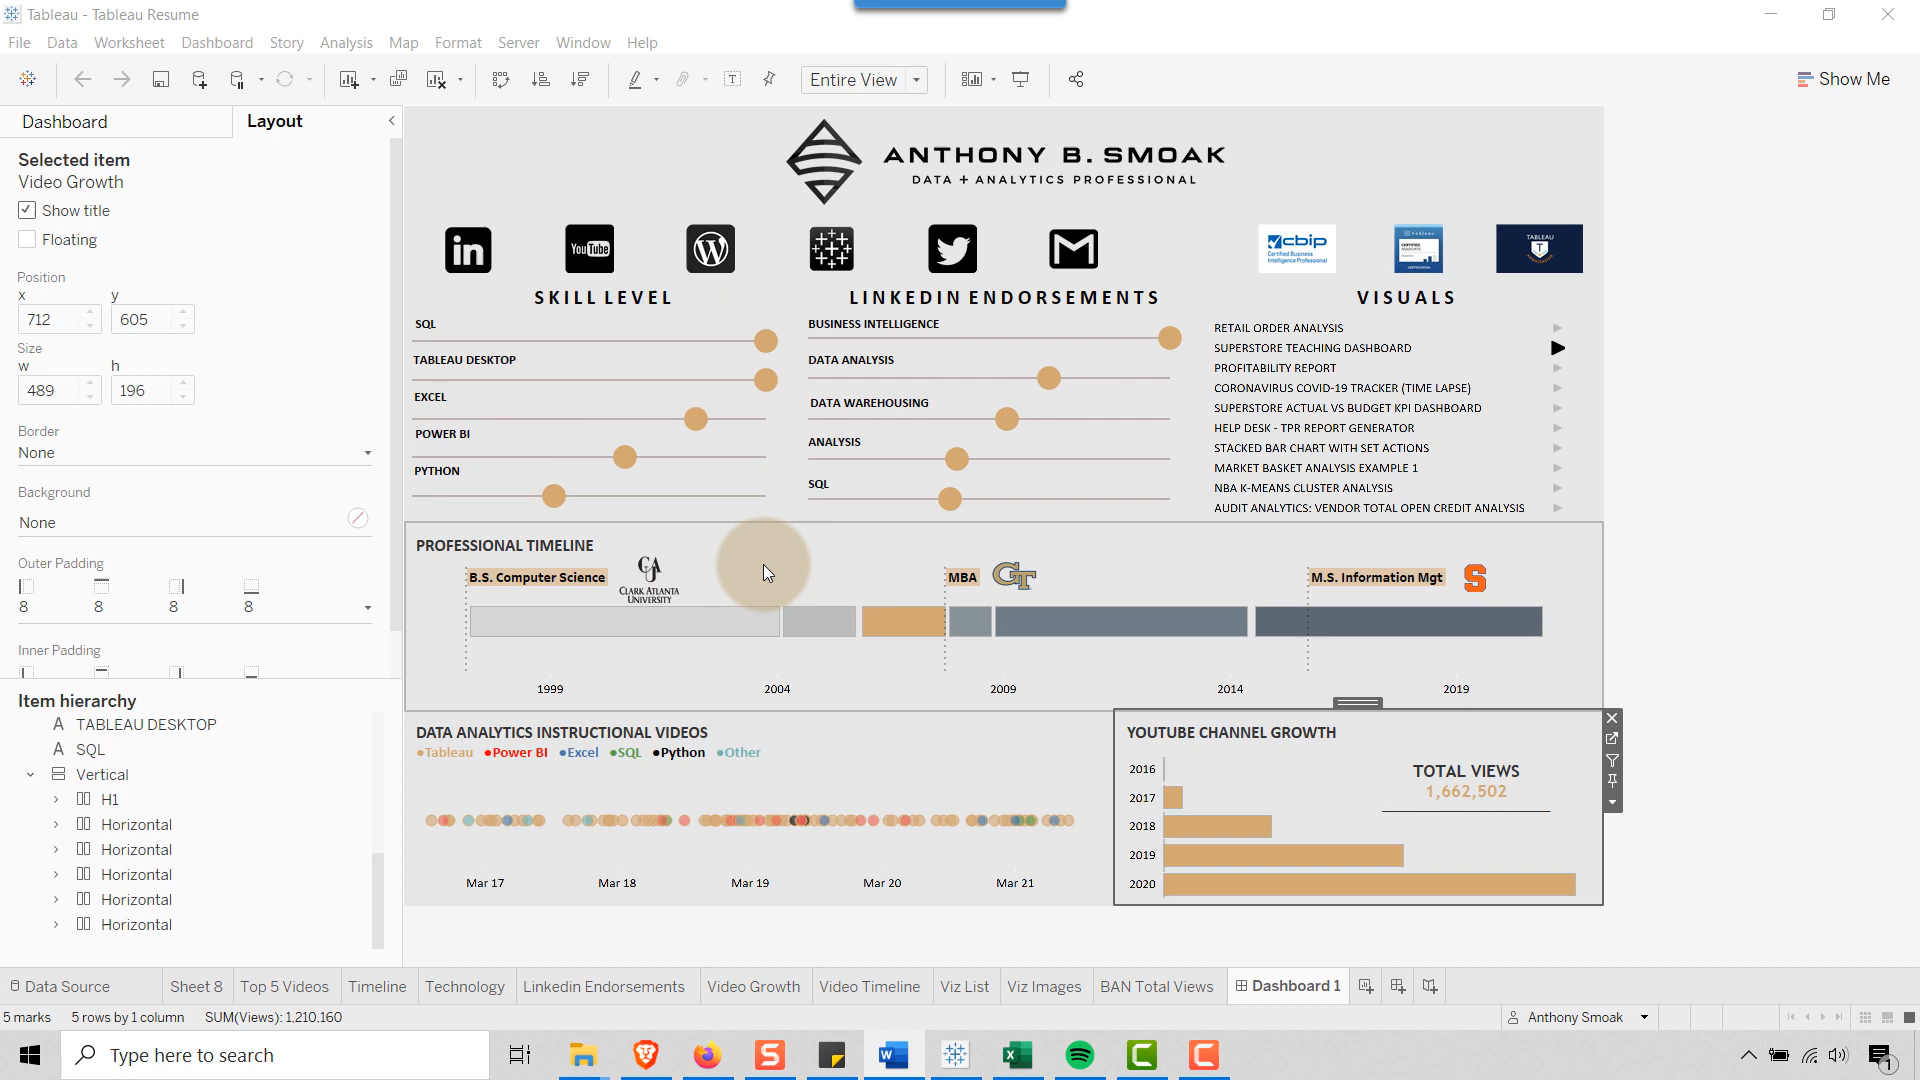 Tableau - Tableau Resume
File Data Worksheet Dashboard Story Analysis Map Format Server Window Help
Entire View
Show Me
Dashboard Layout
Selected item
Video Growth
Show title
Floating
Position
x y
712 605
Size
w h
489 196
Border
None
Background
None
Outer Padding
8 8 8 8
Inner Padding
Item hierarchy
TABLEAU DESKTOP
SQL
Vertical
H1
Horizontal
Horizontal
Horizontal
Horizontal
Horizontal
ANTHONY B. SMOAK
DATA + ANALYTICS PROFESSIONAL
in
You Tube
W
M
cbip
Certified Business
Intelligence Professional
SKILL LEVEL
SQL
TABLEAU DESKTOP
EXCEL
POWER BI
PYTHON
LINKEDIN ENDORSEMENTS
BUSINESS INTELLIGENCE
DATA ANALYSIS
DATA WAREHOUSING
ANALYSIS
SQL
VISUALS
RETAIL ORDER ANALYSIS
SUPERSTORE TEACHING DASHBOARD
PROFITABILITY REPORT
CORONAVIRUS COVID-19 TRACKER (TIME LAPSE)
SUPERSTORE ACTUAL VS BUDGET KPI DASHBOARD
HELP DESK - TPR REPORT GENERATOR
STACKED BAR CHART WITH SET ACTIONS
MARKET BASKET ANALYSIS EXAMPLE 1
NBA K-MEANS CLUSTER ANALYSIS
AUDIT ANALYTICS: VENDOR TOTAL OPEN CREDIT ANALYSIS
PROFESSIONAL TIMELINE
B.S. Computer Science
CLARK ATLANTA
UNIVERSITY
MBA
GT
M.S. Information Mgt
S
1999 2004 2009 2014 2019
DATA ANALYTICS INSTRUCTIONAL VIDEOS
●Tableau ●Power BI ●Excel ●SQL ●Python ●Other
Mar 17 Mar 18 Mar 19 Mar 20 Mar 21
YOUTUBE CHANNEL GROWTH
2016
2017
2018
2019
2020
TOTAL VIEWS
1,662,502
Data Source Sheet 8 Top 5 Videos Timeline Technology Linkedin Endorsements Video Growth Video Timeline Viz List Viz Images BAN Total Views Dashboard 1
5 marks 5 rows by 1 column SUM(Views): 1,210,160
Anthony Smoak
Type here to search
1